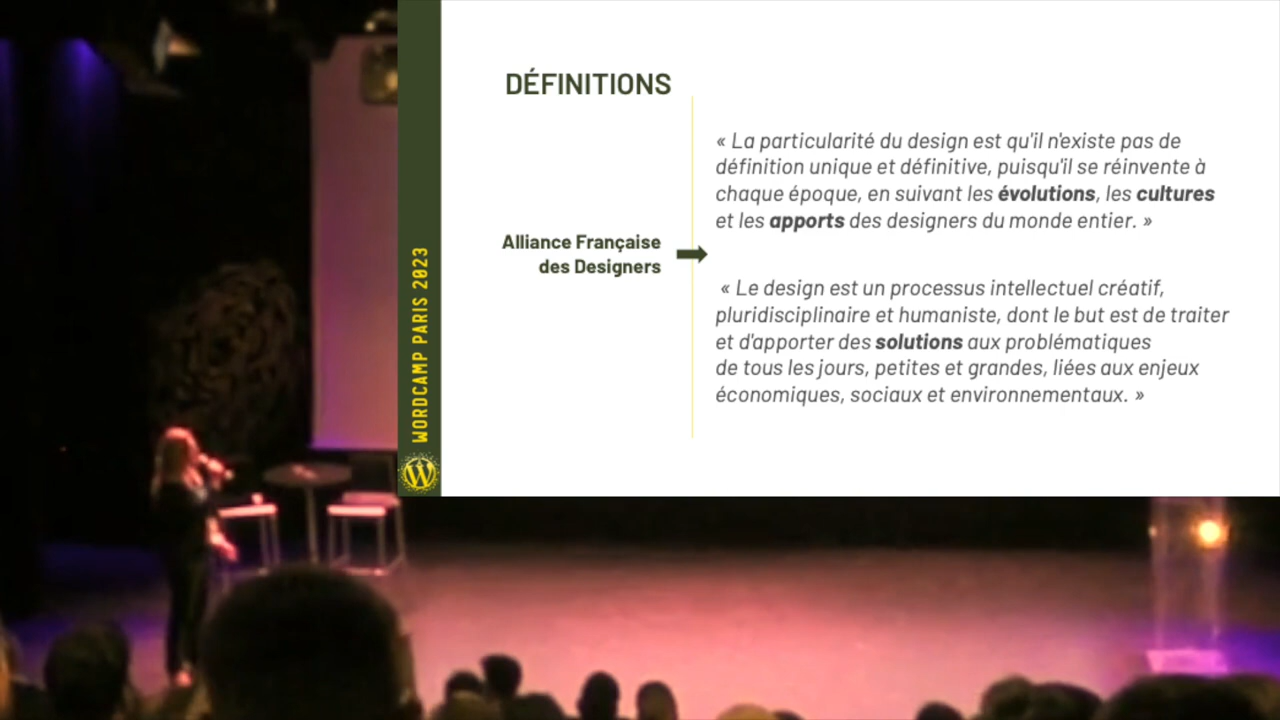 DÉFINITIONS
« La particularité du design est qu'il n'existe pas de
définition unique et définitive, puisqu'il se réinvente à
chaque époque, en suivant les évolutions, les cultures
et les apports des designers du monde entier. »
Alliance Française
des Designers
« Le design est un processus intellectuel créatif,
pluridisciplinaire et humaniste, dont le but est de traiter
et d'apporter des solutions aux problématiques
de tous les jours, petites et grandes, liées aux enjeux
économiques, sociaux et environnementaux. »
WORDCAMP PARIS 2023